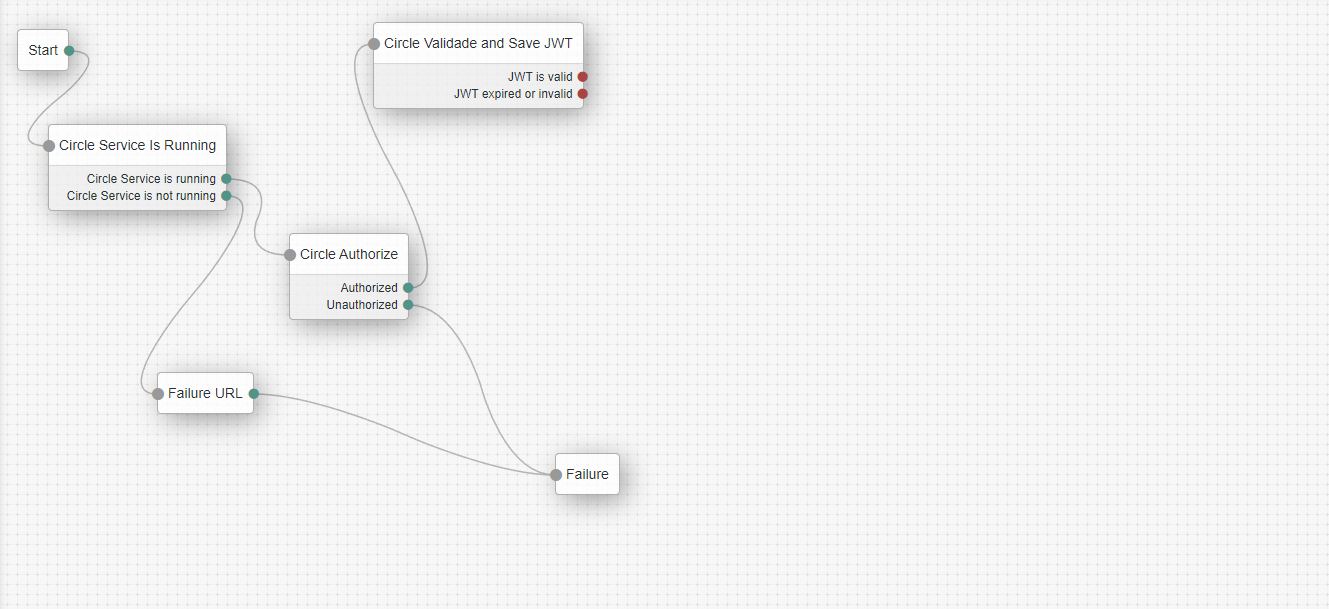 Start
Circle Validade and Save JWT
JWT is valid
JWT expired or invalid
Circle Service Is Running
Circle Service is running
Circle Service is not running
Circle Authorize
Authorized
Unauthorized
Failure URL
Failure